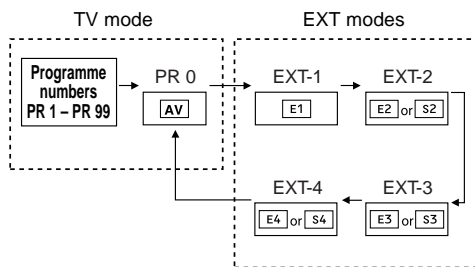 TV mode
EXT modes
Programme
numbers
PR 1 – PR 99
PR 0
AV
EXT-1
E1
EXT-2
E2 or S2
EXT-4
E4 or S4
EXT-3
E3 or S3